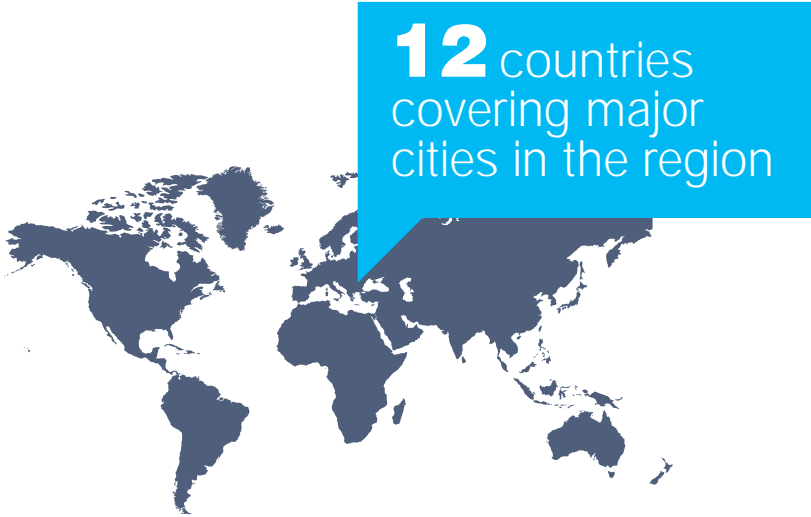 12 countries
covering major
cities in the region